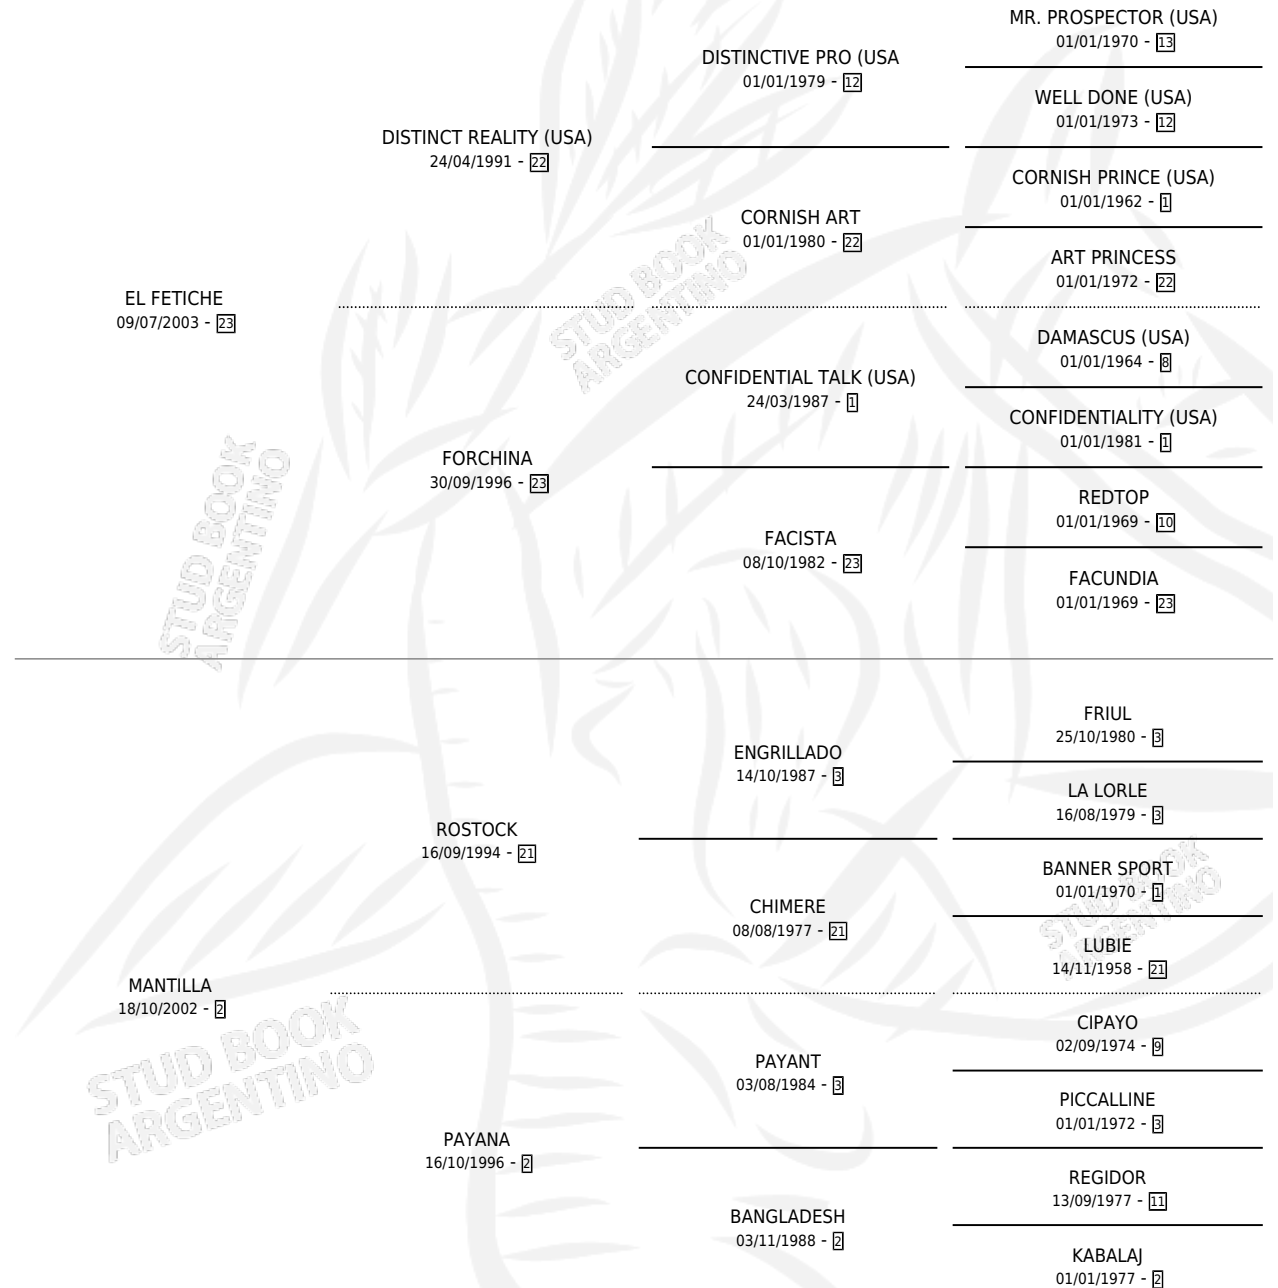 MR. PROSPECTOR (USA)
01/01/1970 - 13
DISTINCTIVE PRO (USA
01/01/1979 - 12
WELL DONE (USA)
01/01/1973 - 12
DISTINCT REALITY (USA)
24/04/1991 - 22
CORNISH PRINCE (USA)
01/01/1962 - 1
CORNISH ART
01/01/1980 - 22
ART PRINCESS
01/01/1972 - 22
EL FETICHE
09/07/2003 - 23
DAMASCUS (USA)
01/01/1964 - 8
CONFIDENTIAL TALK (USA)
24/03/1987 - 1
CONFIDENTIALITY (USA)
01/01/1981 - 1
FORCHINA
30/09/1996 - 23
REDTOP
01/01/1969 - 10
FACISTA
08/10/1982 - 23
FACUNDIA
01/01/1969 - 23
STUD BOOK
ARGENTINO
STUD BOOK
ARGENTINO
FRIUL
25/10/1980 - 3
ENGRILLADO
14/10/1987 - 3
LA LORLE
16/08/1979 - 3
ROSTOCK
16/09/1994 - 21
BANNER SPORT
01/01/1970 - 1
CHIMERE
08/08/1977 - 21
LUBIE
14/11/1958 - 21
MANTILLA
18/10/2002 - 2
CIPAYO
02/09/1974 - 9
PAYANT
03/08/1984 - 3
PICCALLINE
01/01/1972 - 3
PAYANA
16/10/1996 - 2
REGIDOR
13/09/1977 - 11
BANGLADESH
03/11/1988 - 2
KABALAJ
01/01/1977 - 2
STUD BOOK
ARGENTINO
STUD BOOK
ARGENTINO